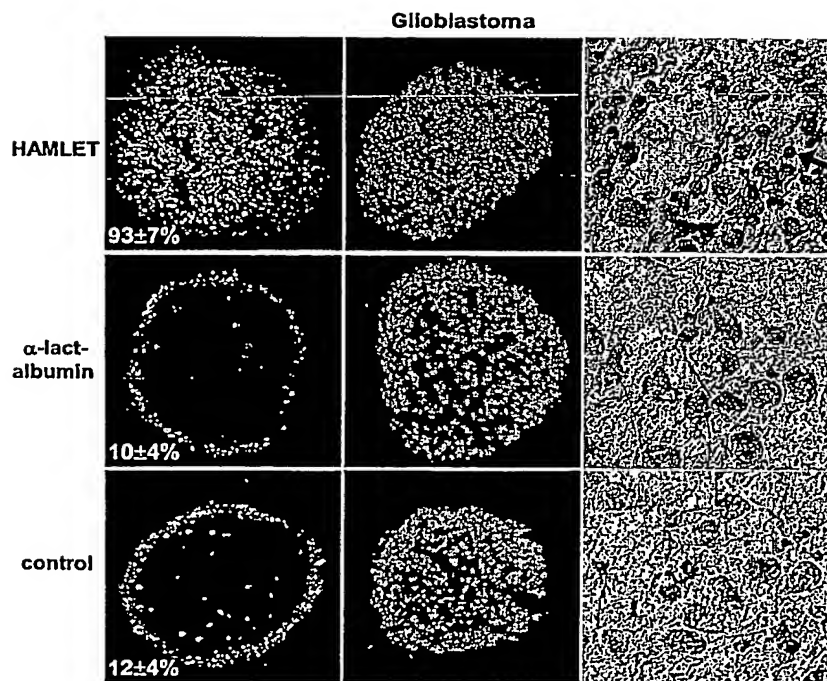 Glioblastoma
HAMLET
93±7%
α-lact-
albumin
10±4%
control
12±4%